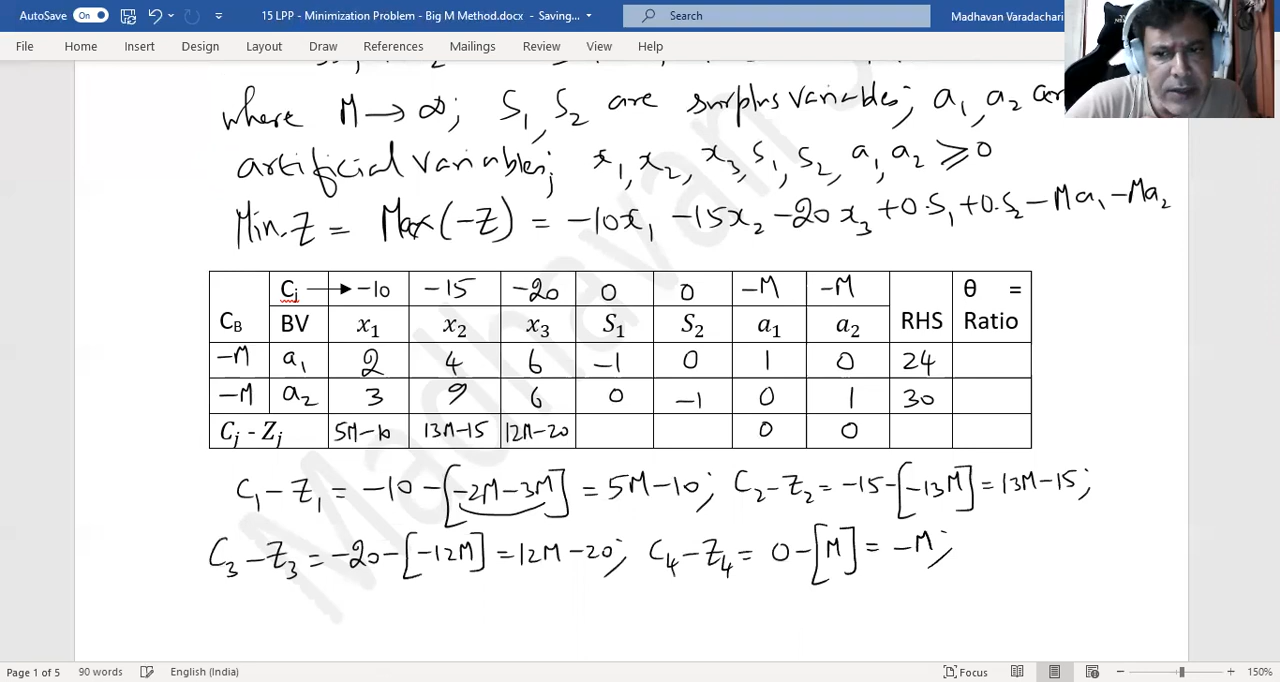 AutoSave On 15 LPP - Minimization Problem - Big M Method.docx - Saving... Search Madhavan Varadachari
File Home Insert Design Layout Draw References Mailings Review View Help
where M → ∞; S1, S2 are surplus variables; a1, a2 are
artificial variables; x1, x2, x3, S1, S2, a1, a2 ≥ 0
Min. Z = Max(-Z) = -10x1 -15x2 -20x3 +0S1 +0.S2 -Ma1 -Ma2
Cj → -10 -15 -20 0 0 -M -M θ =
CB BV x1 x2 x3 S1 S2 a1 a2 RHS Ratio
-M a1 2 4 6 -1 0 1 0 24
-M a2 3 9 6 0 -1 0 1 30
Cj - Zj 5M-10 13M-15 12M-20 0 0
C1-Z1 = -10 -[-2M-3M] = 5M-10; C2-Z2 = -15-[-13M] = 13M-15;
C3-Z3 = -20-[-12M] = 12M-20; C4-Z4 = 0-[M] = -M;
Madhavan
Page 1 of 5 90 words English (India) Focus 150%